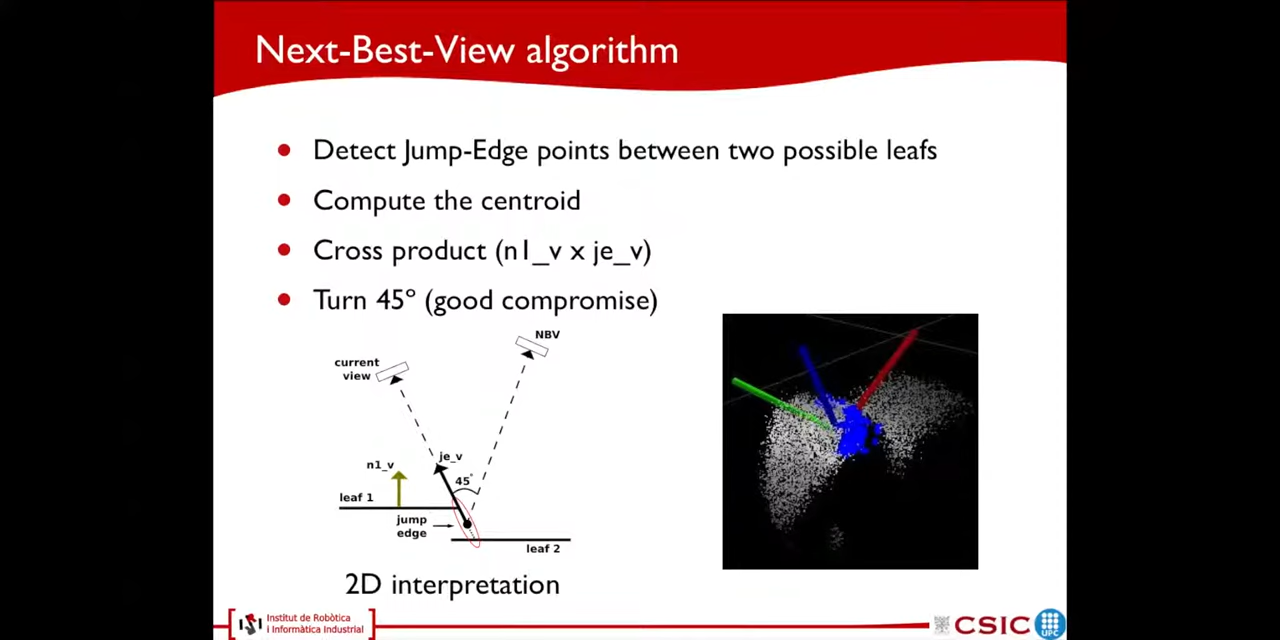 Next-Best-View algorithm
Detect Jump-Edge points between two possible leafs
Compute the centroid
Cross product (n1_v x je_v)
Turn 45º (good compromise)
NBV
current
view
je_v
n1_v
45°
leaf 1
jump
edge
leaf 2
2D interpretation
Institut de Robòtica
i Informàtica Industrial
CSIC
UPC